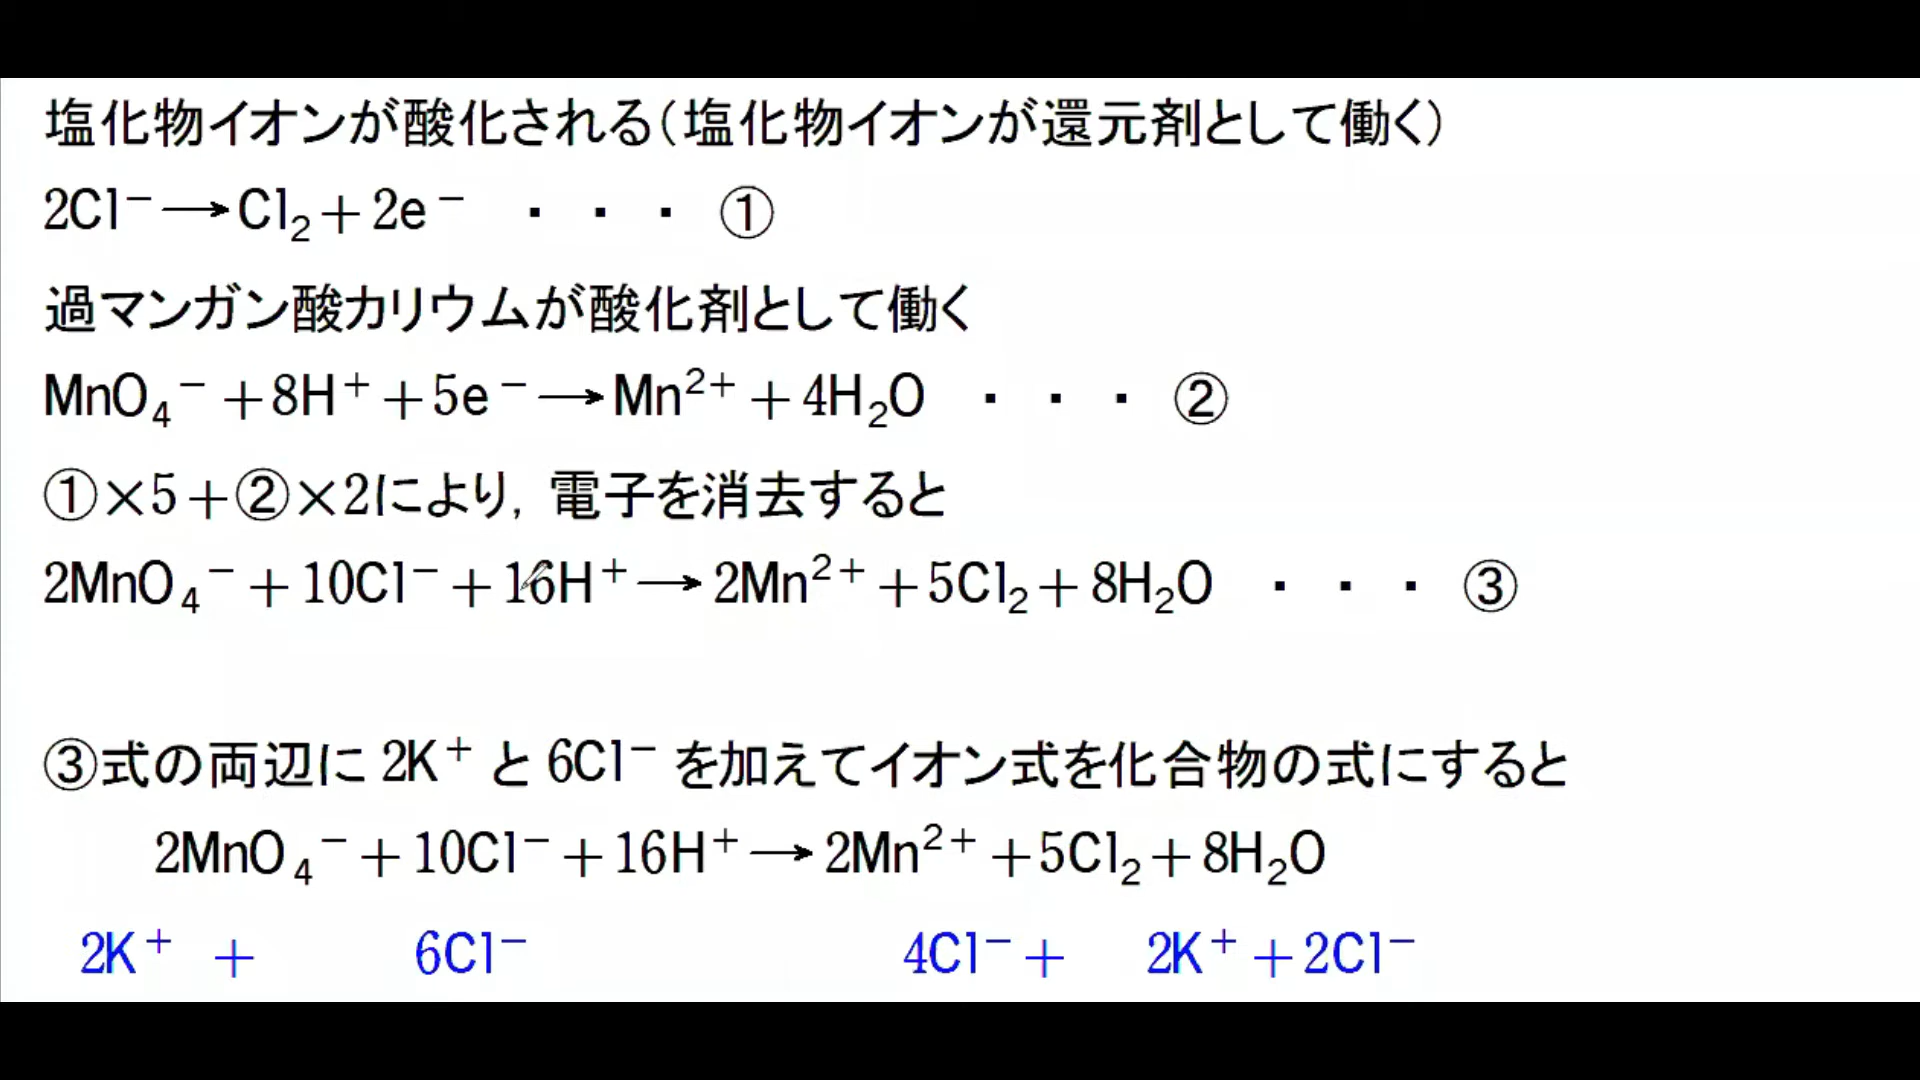 塩化物イオンが酸化される(塩化物イオンが還元剤として働く)
2Cl⁻→Cl₂+2e⁻ ・・・ ①
過マンガン酸カリウムが酸化剤として働く
MnO₄⁻+8H⁺+5e⁻→Mn²⁺+4H₂O ・・・ ②
①×5+②×2により, 電子を消去すると
2MnO₄⁻+10Cl⁻+16H⁺→2Mn²⁺+5Cl₂+8H₂O ・・・ ③
③式の両辺に 2K⁺ と 6Cl⁻ を加えてイオン式を化合物の式にすると
2MnO₄⁻+10Cl⁻+16H⁺→2Mn²⁺+5Cl₂+8H₂O
2K⁺ + 6Cl⁻ 4Cl⁻+ 2K⁺+2Cl⁻